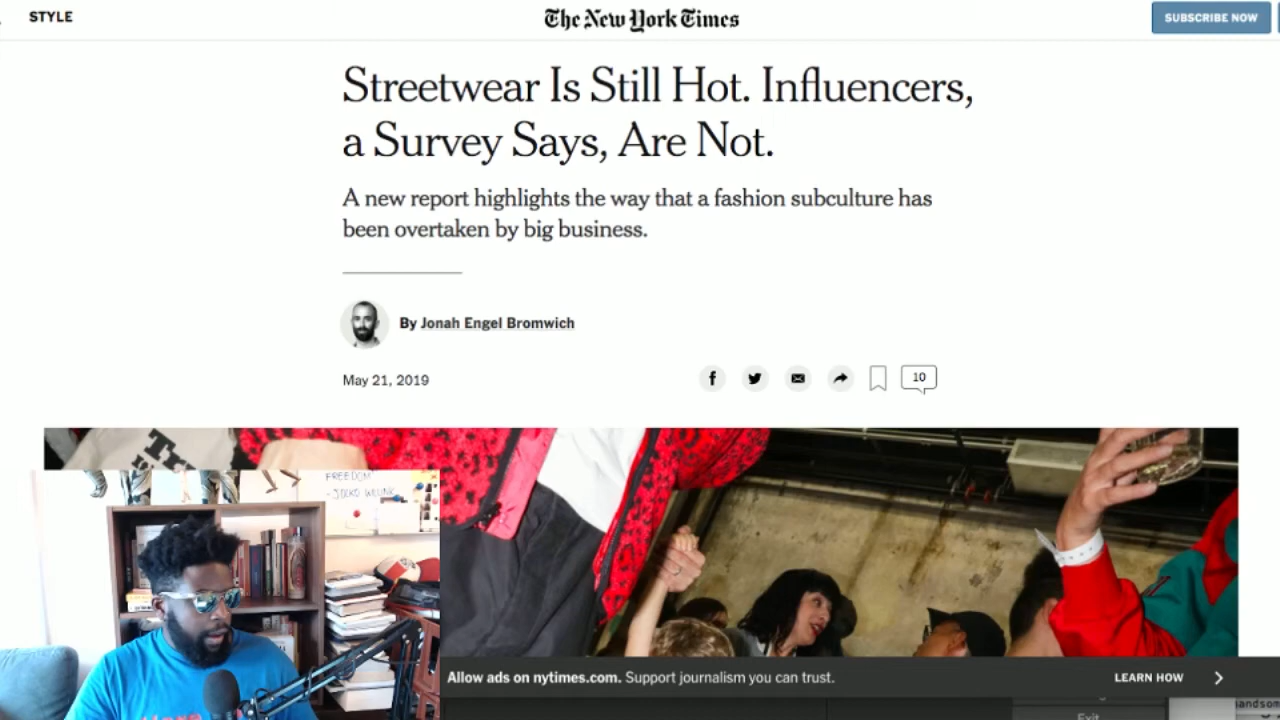 STYLE
The New York Times
SUBSCRIBE NOW
Streetwear Is Still Hot. Influencers,
a Survey Says, Are Not.
A new report highlights the way that a fashion subculture has
been overtaken by big business.
By Jonah Engel Bromwich
May 21, 2019
10
FREEDOM
Allow ads on nytimes.com. Support journalism you can trust.
LEARN HOW
Exit